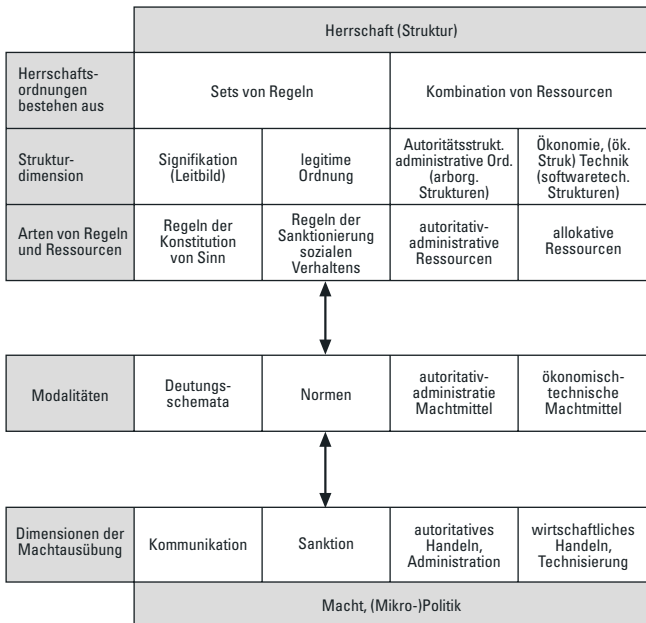 Herrschaft (Struktur)
Herrschafts-
ordnungen
bestehen aus
Sets von Regeln
Kombination von Ressourcen
Struktur-
dimension
Signifikation
(Leitbild)
legitime
Ordnung
Autoritätsstrukt.
administrative Ord.
(arborg.
Strukturen)
Ökonomie, (ök.
Struk) Technik
(softwaretech.
Strukturen)
Arten von Regeln
und Ressourcen
Regeln der
Konstitution
von Sinn
Regeln der
Sanktionierung
sozialen
Verhaltens
autoritativ-
administrative
Ressourcen
allokative
Ressourcen
Modalitäten
Deutungs-
schemata
Normen
autoritativ-
administratie
Machtmittel
ökonomisch-
technische
Machtmittel
Dimensionen der
Machtausübung
Kommunikation
Sanktion
autoritatives
Handeln,
Administration
wirtschaftliches
Handeln,
Technisierung
Macht, (Mikro-)Politik